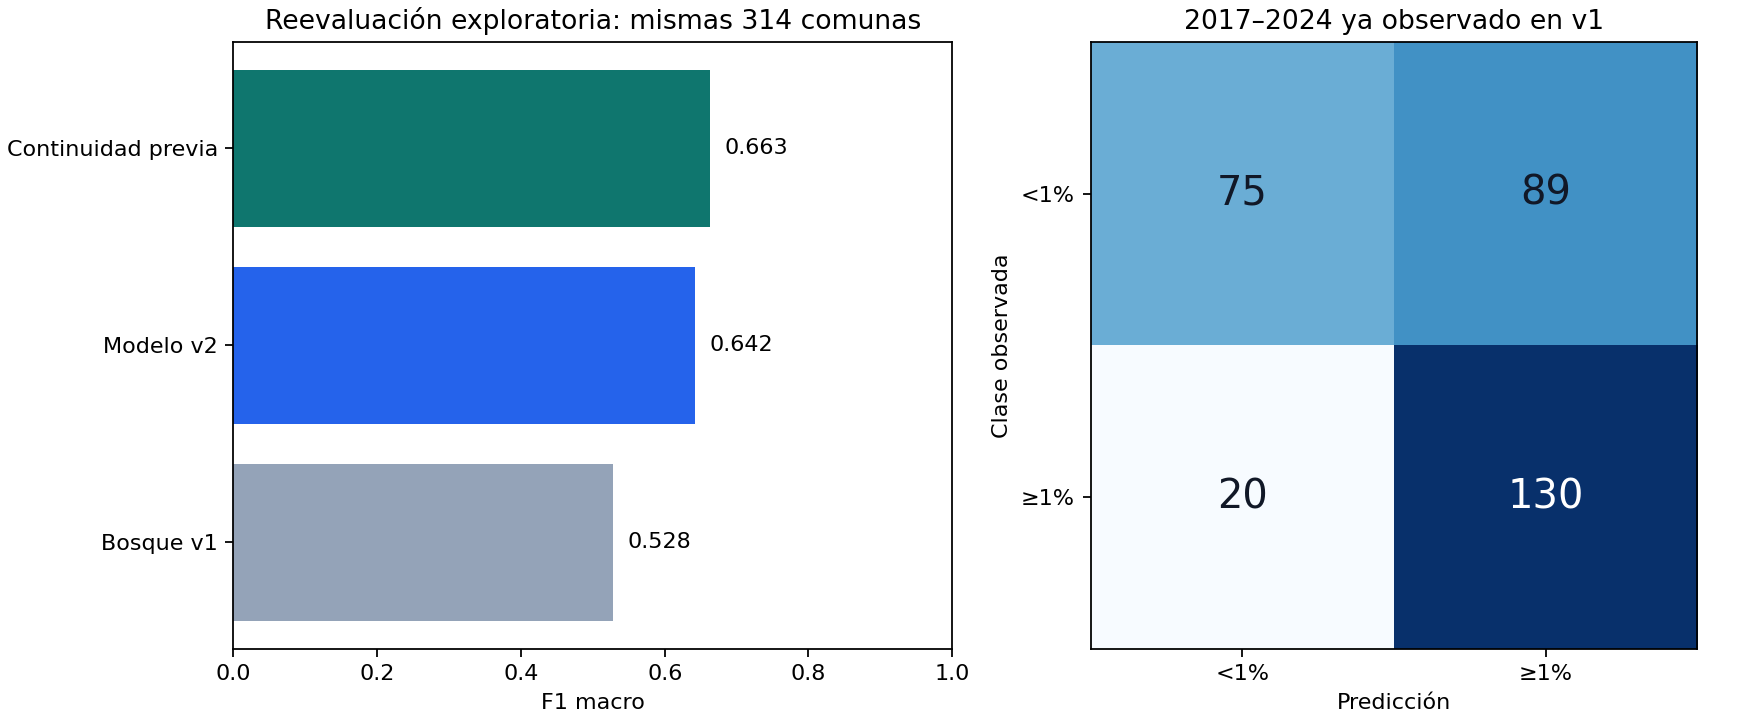 Reevaluación exploratoria: mismas 314 comunas
Continuidad previa
0.663
Modelo v2
0.642
Bosque v1
0.528
0.0 0.2 0.4 0.6 0.8 1.0
F1 macro
2017–2024 ya observado en v1
Clase observada
<1%
75 89
≥1%
20 130
<1% ≥1%
Predicción